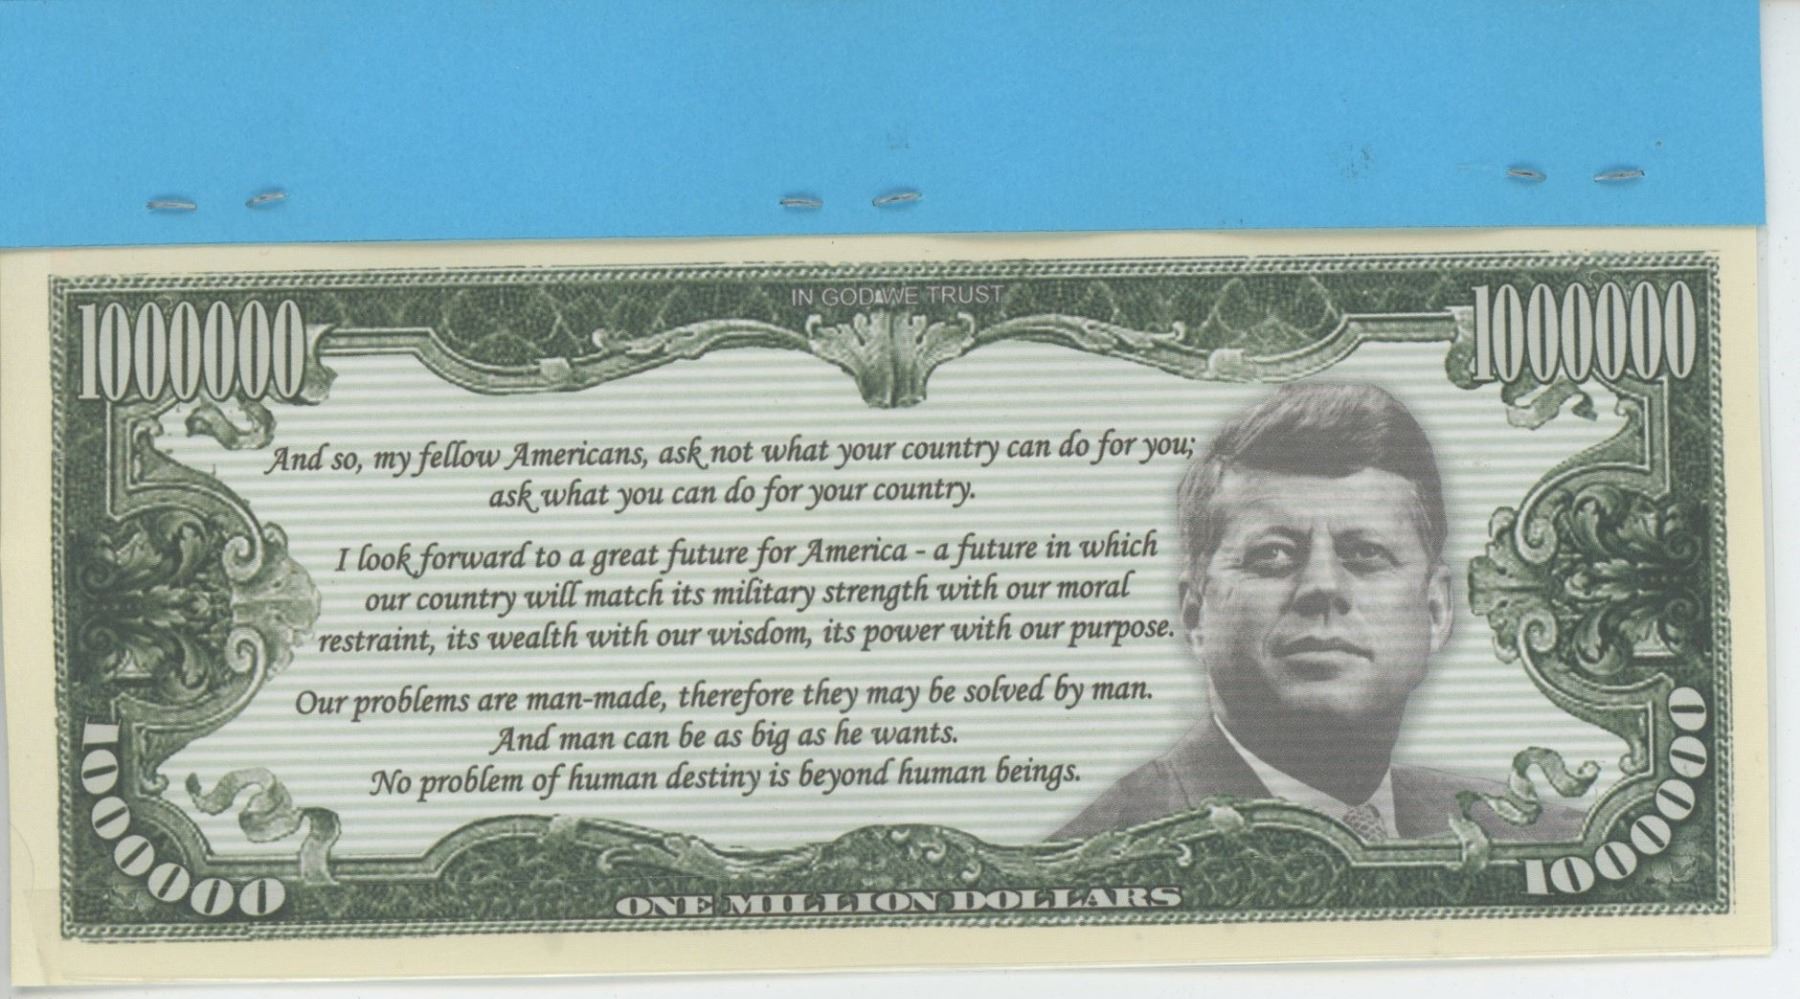 IN GOD WE TRUST
1000000
1000000
And so, my fellow Americans, ask not what your country can do for you;
ask what you can do for your country.
I look forward to a great future for America - a future in which
our country will match its military strength with our moral
restraint, its wealth with our wisdom, its power with our purpose.
Our problems are man-made, therefore they may be solved by man.
And man can be as big as he wants.
No problem of human destiny is beyond human beings.
1000000
1000000
ONE MILLION DOLLARS